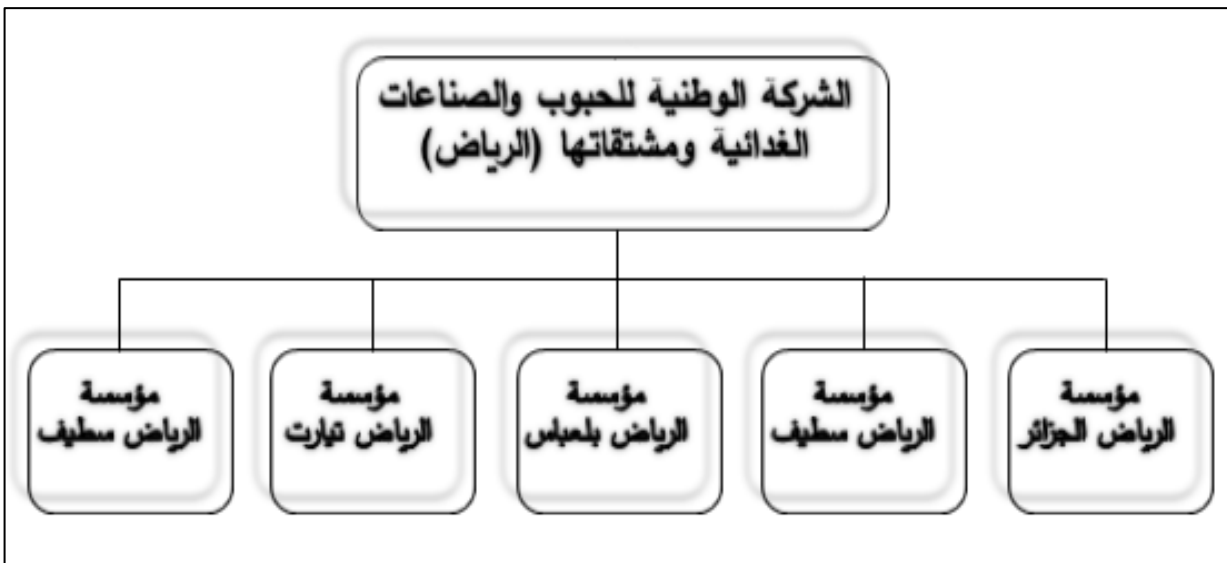 الشركة الوطنية للحبوب والصناعات
الغدائية ومشتقاتها (الرياض)
مؤسسة
الرياض الجزائر
مؤسسة
الرياض سطيف
مؤسسة
الرياض بلعباس
مؤسسة
الرياض تيارت
مؤسسة
الرياض سطيف